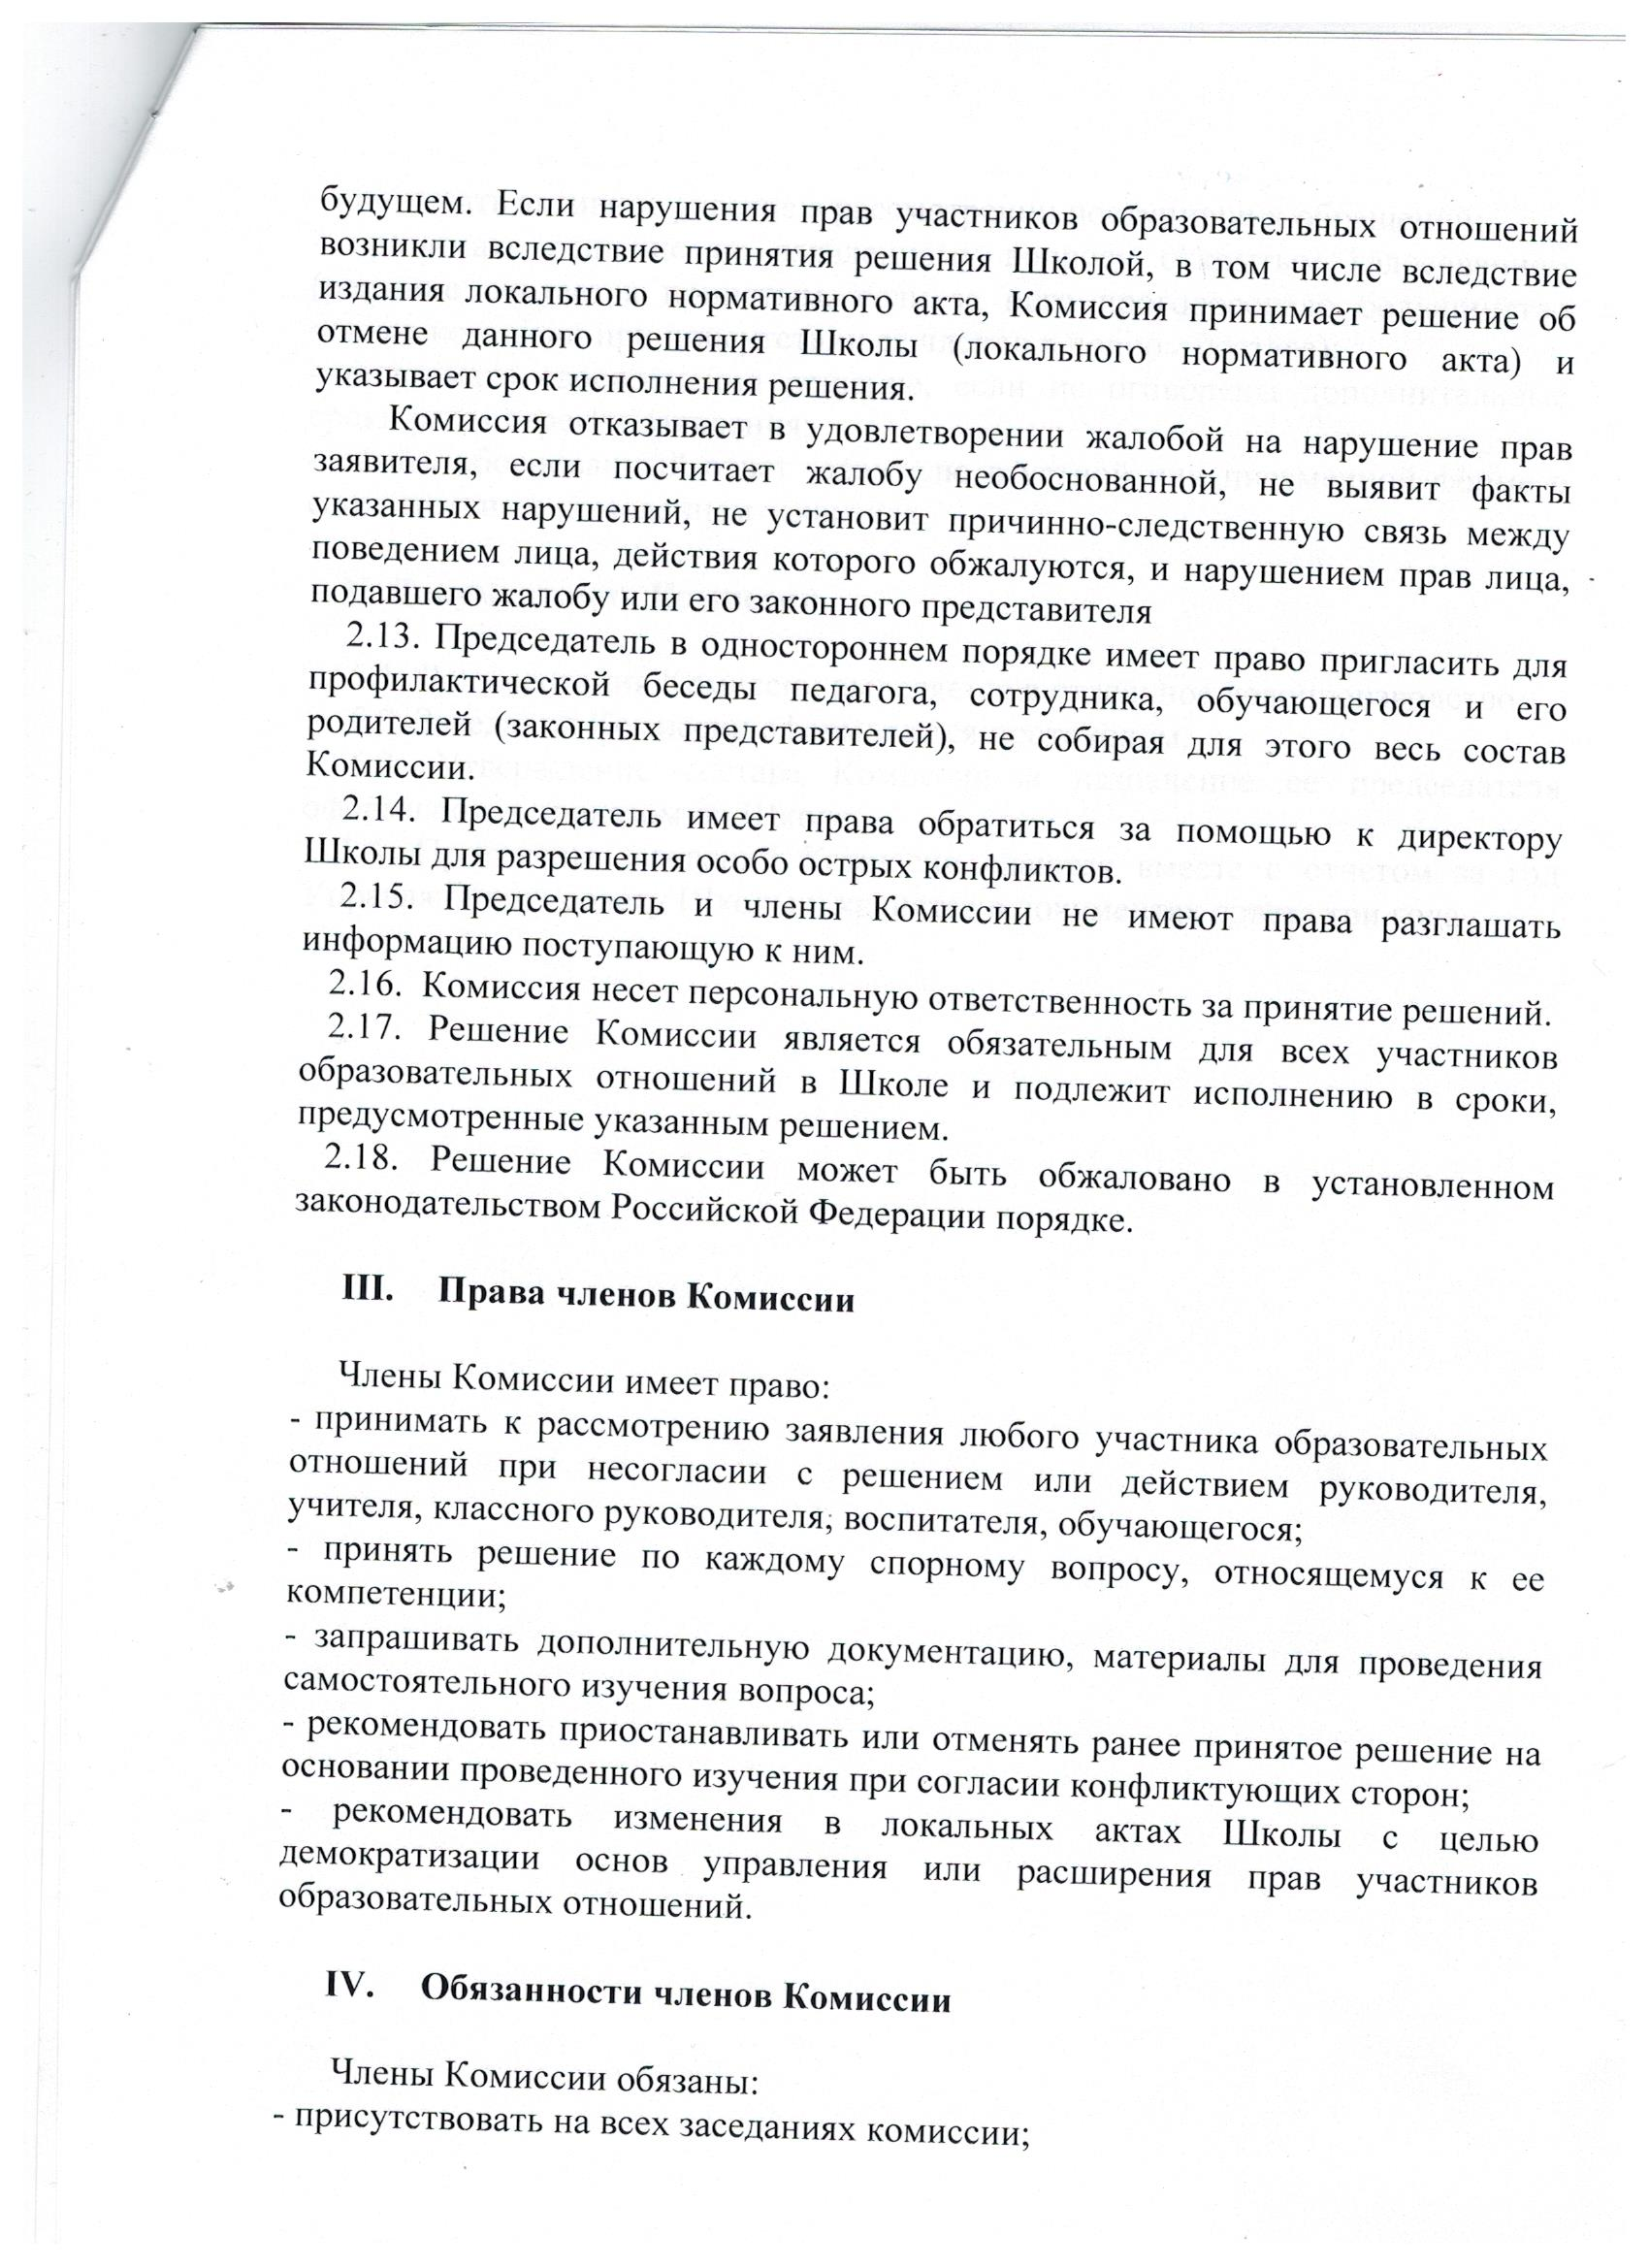 будущем. Если нарушения прав участников образовательных отношений
возникли вследствие принятия решения Школой, в том числе вследствие
издания локального нормативного акта, Комиссия принимает решение об
отмене данного решения Школы (локального нормативного акта) и
указывает срок исполнения решения.
Комиссия отказывает в удовлетворении жалобой на нарушение прав
заявителя, если посчитает жалобу необоснованной, не выявит факты
указанных нарушений, не установит причинно-следственную связь между
поведением лица, действия которого обжалуются, и нарушением прав лица,
подавшего жалобу или его законного представителя
2.13. Председатель в одностороннем порядке имеет право пригласить для
профилактической беседы педагога, сотрудника, обучающегося и его
родителей (законных представителей), не собирая для этого весь состав
Комиссии.
2.14. Председатель имеет права обратиться за помощью к директору
Школы для разрешения особо острых конфликтов.
2.15. Председатель и члены Комиссии не имеют права разглашать
информацию поступающую к ним.
2.16. Комиссия несет персональную ответственность за принятие решений.
2.17. Решение Комиссии является обязательным для всех участников
образовательных отношений в Школе и подлежит исполнению в сроки,
предусмотренные указанным решением.
2.18. Решение Комиссии может быть обжаловано в установленном
законодательством Российской Федерации порядке.
III. Права членов Комиссии
Члены Комиссии имеет право:
- принимать к рассмотрению заявления любого участника образовательных
отношений при несогласии с решением или действием руководителя,
учителя, классного руководителя, воспитателя, обучающегося;
- принять решение по каждому спорному вопросу, относящемуся к ее
компетенции;
- запрашивать дополнительную документацию, материалы для проведения
самостоятельного изучения вопроса;
- рекомендовать приостанавливать или отменять ранее принятое решение на
основании проведенного изучения при согласии конфликтующих сторон;
- рекомендовать изменения в локальных актах Школы с целью
демократизации основ управления или расширения прав участников
образовательных отношений.
IV. Обязанности членов Комиссии
Члены Комиссии обязаны:
- присутствовать на всех заседаниях комиссии;